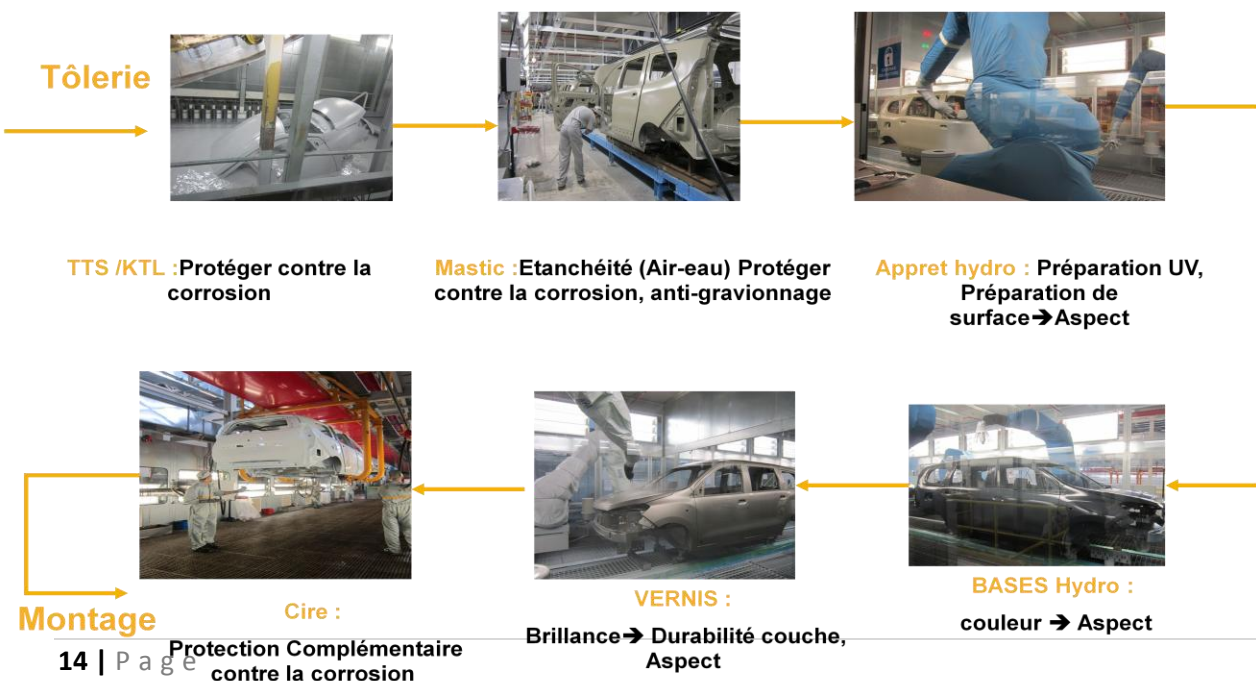 Tôlerie
TTS /KTL :Protéger contre la
corrosion
Mastic :Etanchéité (Air-eau) Protéger
contre la corrosion, anti-gravionnage
Appret hydro : Préparation UV,
Préparation de
surface➔Aspect
BASES Hydro :
couleur ➔ Aspect
VERNIS :
Brillance➔ Durabilité couche,
Aspect
Cire :
Protection Complémentaire
contre la corrosion
Montage
14 | P a g e